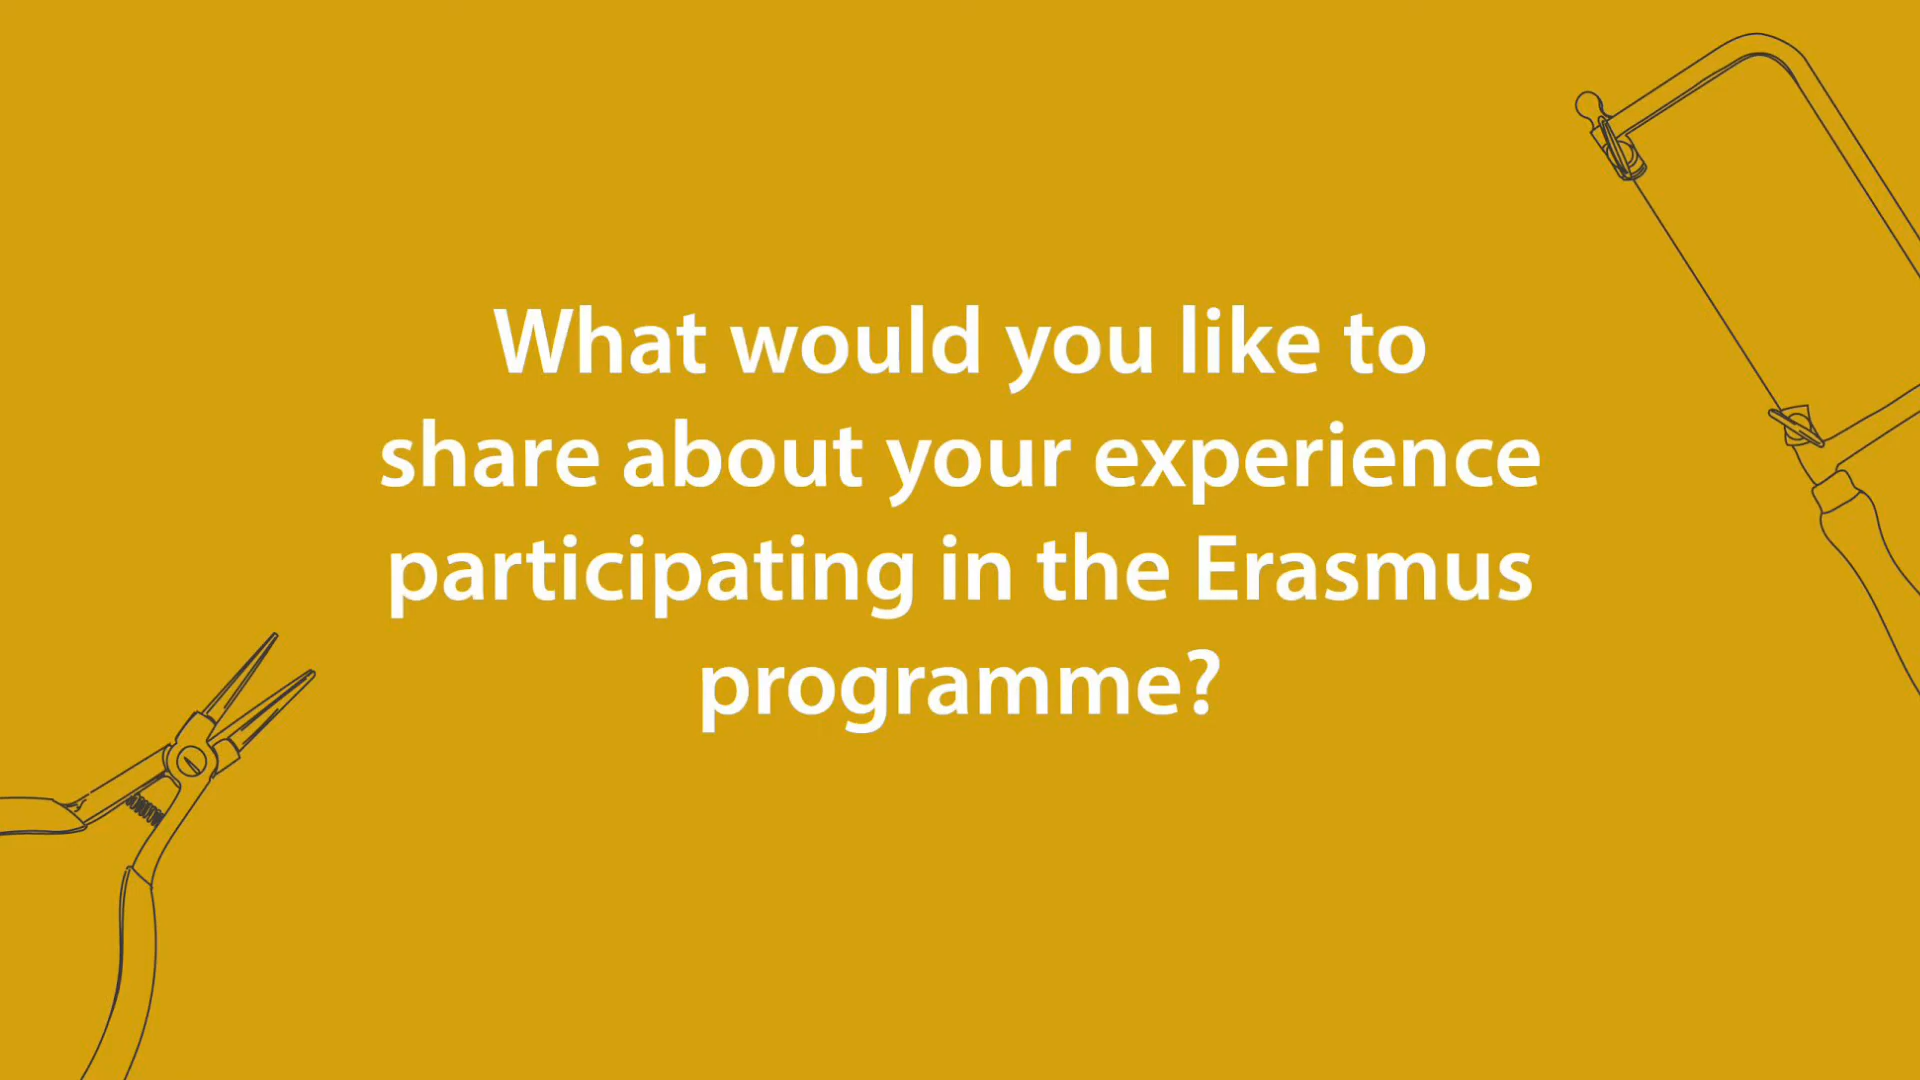 What would you like to
share about your experience
participating in the Erasmus
programme?